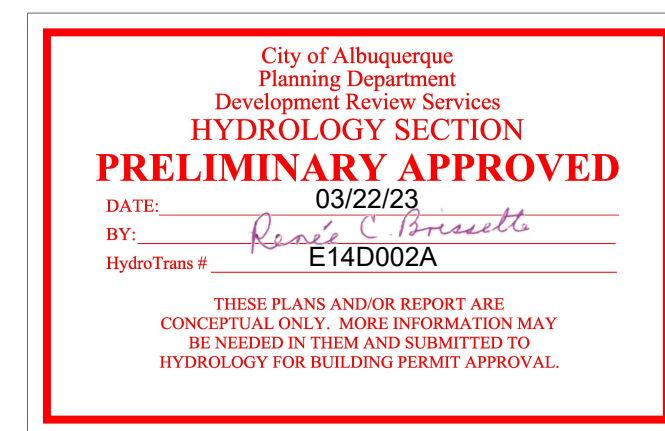 City of Albuquerque
Planning Department
Development Review Services
HYDROLOGY SECTION
PRELIMINARY APPROVED
DATE: 03/22/23
BY: Renée C. Brissette
HydroTrans # E14D002A
THESE PLANS AND/OR REPORT ARE
CONCEPTUAL ONLY. MORE INFORMATION MAY
BE NEEDED IN THEM AND SUBMITTED TO
HYDROLOGY FOR BUILDING PERMIT APPROVAL.